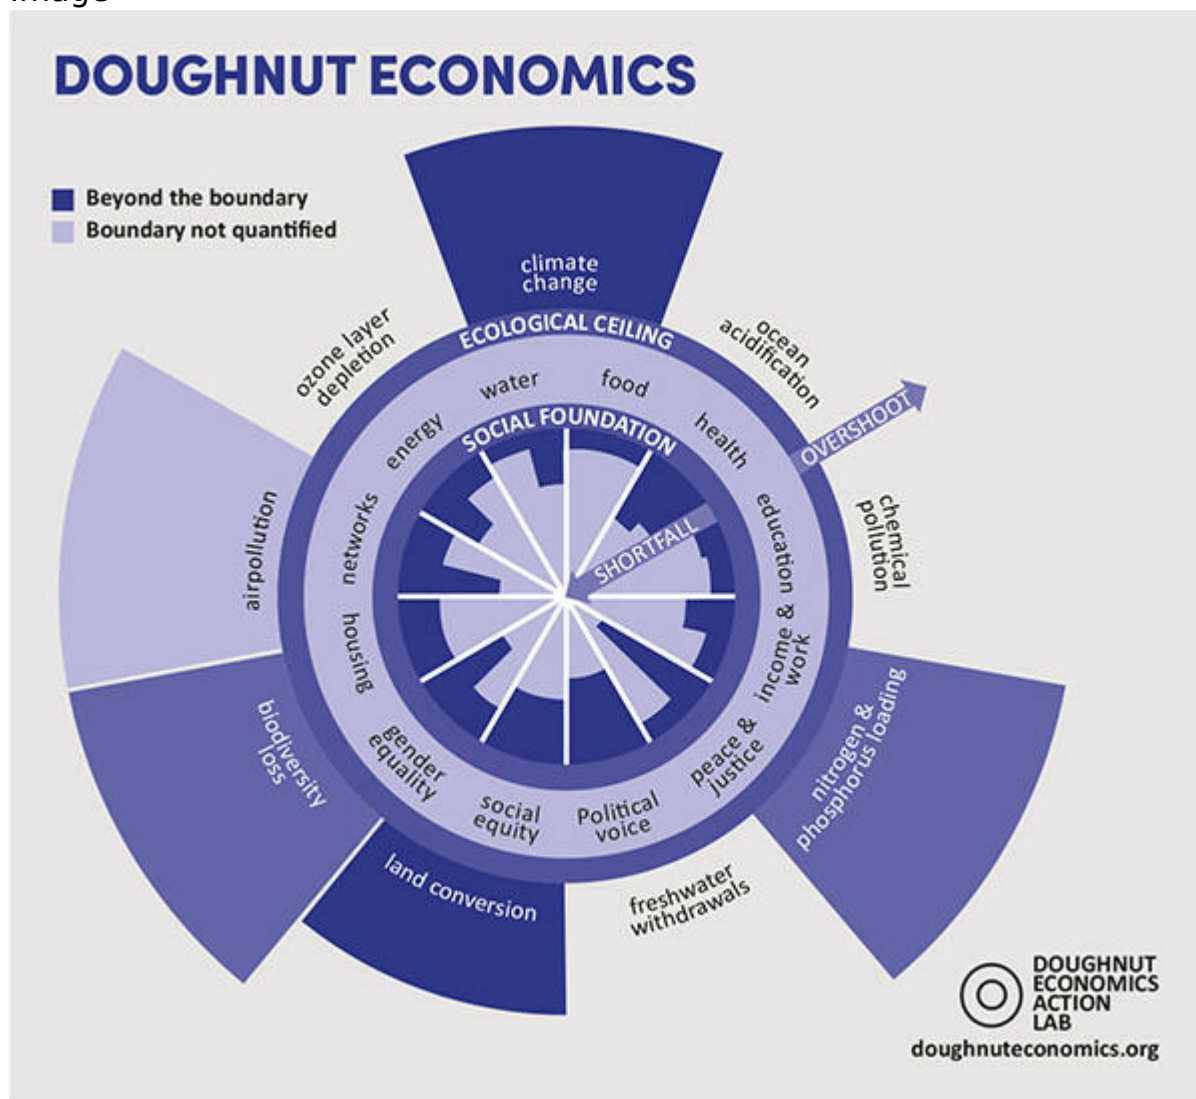 image
DOUGHNUT ECONOMICS
Beyond the boundary
Boundary not quantified
climate
change
ozone layer
depletion
ECOLOGICAL CEILING
ocean
acidification
water
food
OVERSHOOT
energy
SOCIAL FOUNDATION
health
networks
airpollution
SHORTFALL
education
chemical
pollution
housing
income &
work
biodiversity
loss
nitrogen &
phosphorus loading
gender
equality
peace &
justice
social
equity
Political
voice
land conversion
freshwater
withdrawals
DOUGHNUT
ECONOMICS
ACTION
LAB
doughnuteconomics.org